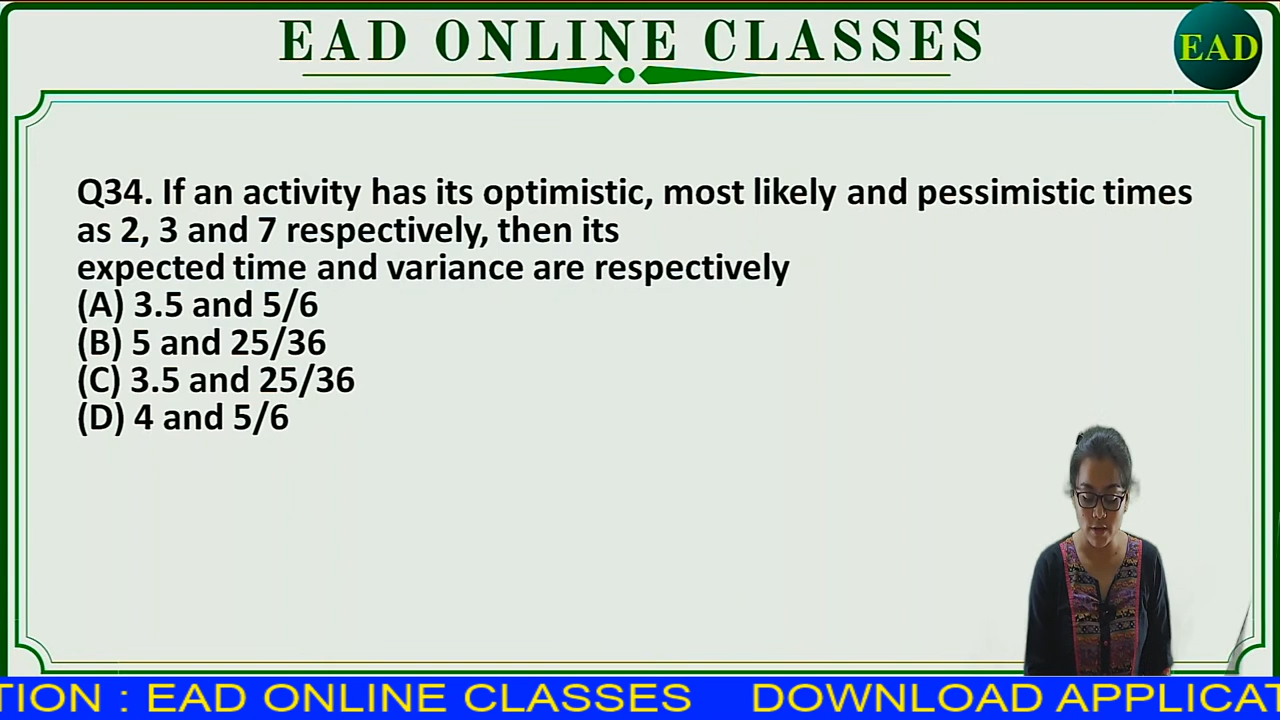 EAD ONLINE CLASSES
EAD
Q34. If an activity has its optimistic, most likely and pessimistic times
as 2, 3 and 7 respectively, then its
expected time and variance are respectively
(A) 3.5 and 5/6
(B) 5 and 25/36
(C) 3.5 and 25/36
(D) 4 and 5/6
TION : EAD ONLINE CLASSES DOWNLOAD APPLICAT